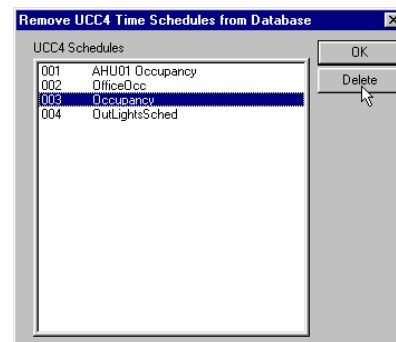 Remove UCC4 Time Schedules from Database
UCC4 Schedules
OK
001 AHU01 Occupancy
Delete
002 OfficeOcc
003 Occupancy
004 OutLightsSched